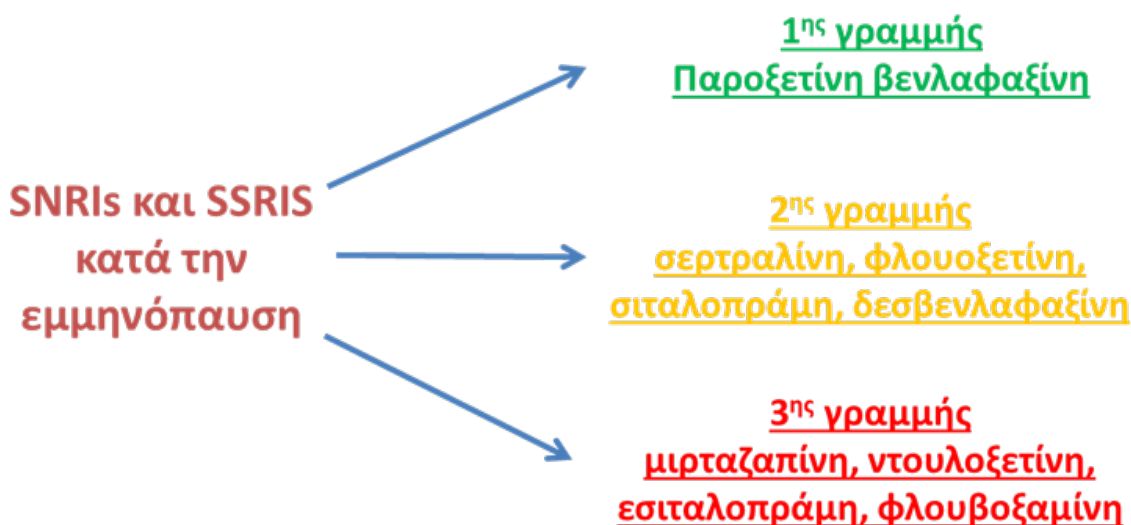 SNRIs και SSRIS
κατά την
εμμηνόπαυση
1ης γραμμής
Παροξετίνη βενλαφαξίνη
2ης γραμμής
σερτραλίνη, φλουοξετίνη,
σιταλοπράμη, δεσβενλαφαξίνη
3ης γραμμής
μιρταζαπίνη, ντουλοξετίνη,
εσιταλοπράμη, φλουβοξαμίνη